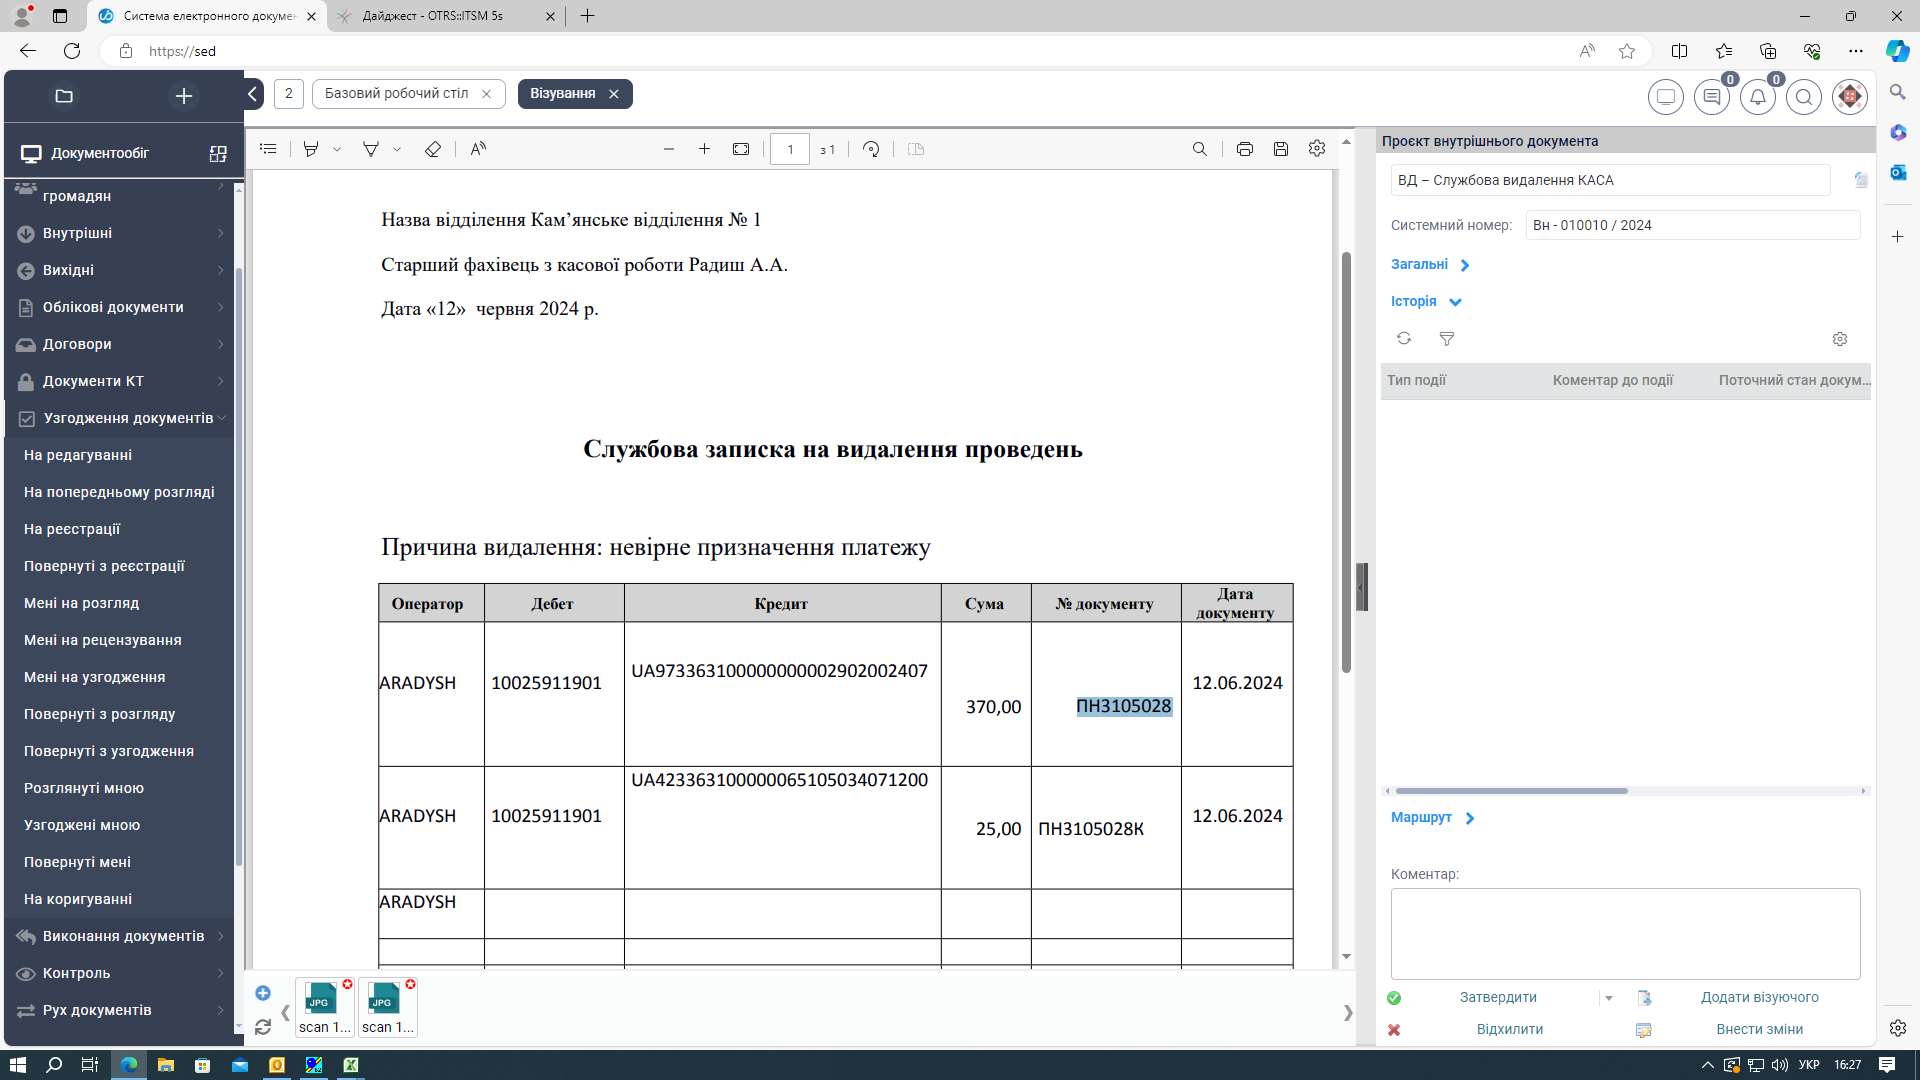 Система електронного докумен
Дайджест - OTRS::ITSM 5s
https://sed
2
Базовий робочий стіл
Візування
0
0
Документообіг
громадян
Внутрішні
Вихідні
Облікові документи
Договори
Документи КТ
Узгодження документів
На редагуванні
На попередньому розгляді
На реєстрації
Повернуті з реєстрації
Мені на розгляд
Мені на рецензування
Мені на узгодження
Повернуті з розгляду
Повернуті з узгодження
Розглянуті мною
Узгоджені мною
Повернуті мені
На коригуванні
Виконання документів
Контроль
Рух документів
1
з 1
Назва відділення Кам’янське відділення № 1
Старший фахівець з касової роботи Радиш А.А.
Дата «12» червня 2024 р.
Службова записка на видалення проведень
Причина видалення: невірне призначення платежу
Оператор Дебет Кредит Сума № документу Дата документу
ARADYSH 10025911901 UA973363100000000002902002407 370,00 ПН3105028 12.06.2024
ARADYSH 10025911901 UA423363100000065105034071200 25,00 ПН3105028К 12.06.2024
ARADYSH
JPG
scan 1...
JPG
scan 1...
Проєкт внутрішнього документа
ВД – Службова видалення КАСА
Системний номер: Вн - 010010 / 2024
Загальні
Історія
Тип події Коментар до події Поточний стан докум...
Маршрут
Коментар:
Затвердити Додати візуючого
Відхилити Внести зміни
УКР 16:27